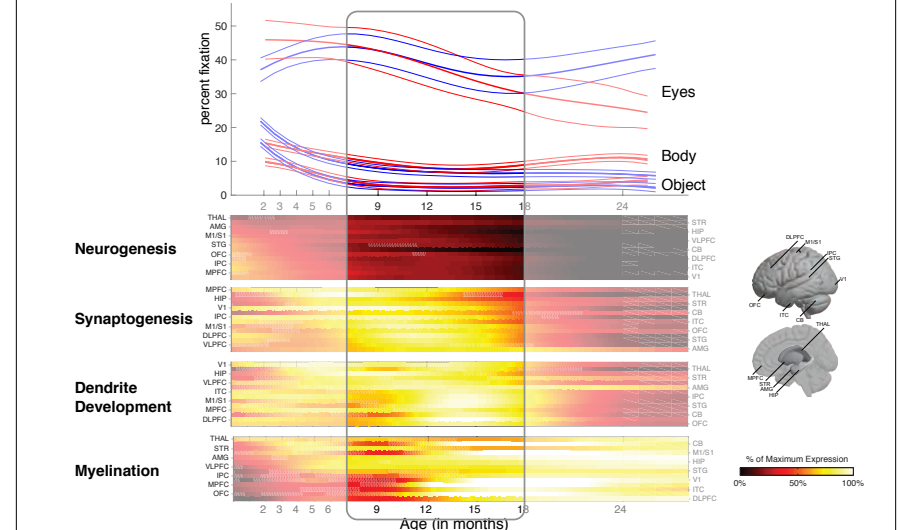 percent fixation
50
40
30
20
10
0
Eyes
Body
Object
2 3 4 5 6 9 12 15 18 24
Neurogenesis
THAL
AMG
M1/S1
STG
OFC
IPC
MPFC
STR
HIP
VLPFC
CB
DLPFC
ITC
V1
Synaptogenesis
MPFC
HIP
V1
IPC
M1/S1
DLPFC
VLPFC
THAL
STR
CB
ITC
OFC
STG
AMG
Dendrite
Development
V1
HIP
VLPFC
ITC
M1/S1
MPFC
DLPFC
THAL
STR
AMG
IPC
STG
CB
OFC
Myelination
THAL
STR
AMG
VLPFC
IPC
MPFC
OFC
CB
M1/S1
HIP
STG
V1
ITC
DLPFC
2 3 4 5 6 9 12 15 18 24
Age (in months)
DLPFC
M1/S1
IPC
STG
V1
OFC
ITC
CB
THAL
MPFC
STR
AMG
HIP
% of Maximum Expression
0% 50% 100%